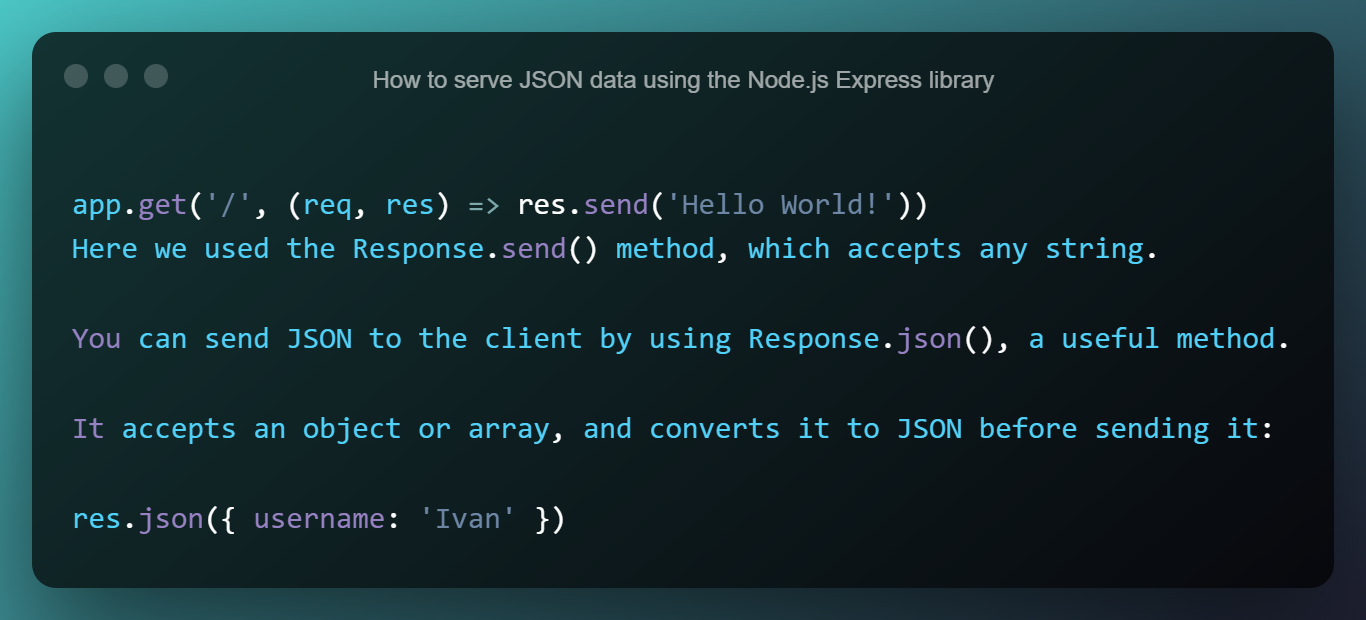 How to serve JSON data using the Node.js Express library
app.get('/', (req, res) => res.send('Hello World!'))
Here we used the Response.send() method, which accepts any string.
You can send JSON to the client by using Response.json(), a useful method.
It accepts an object or array, and converts it to JSON before sending it:
res.json({ username: 'Ivan' })